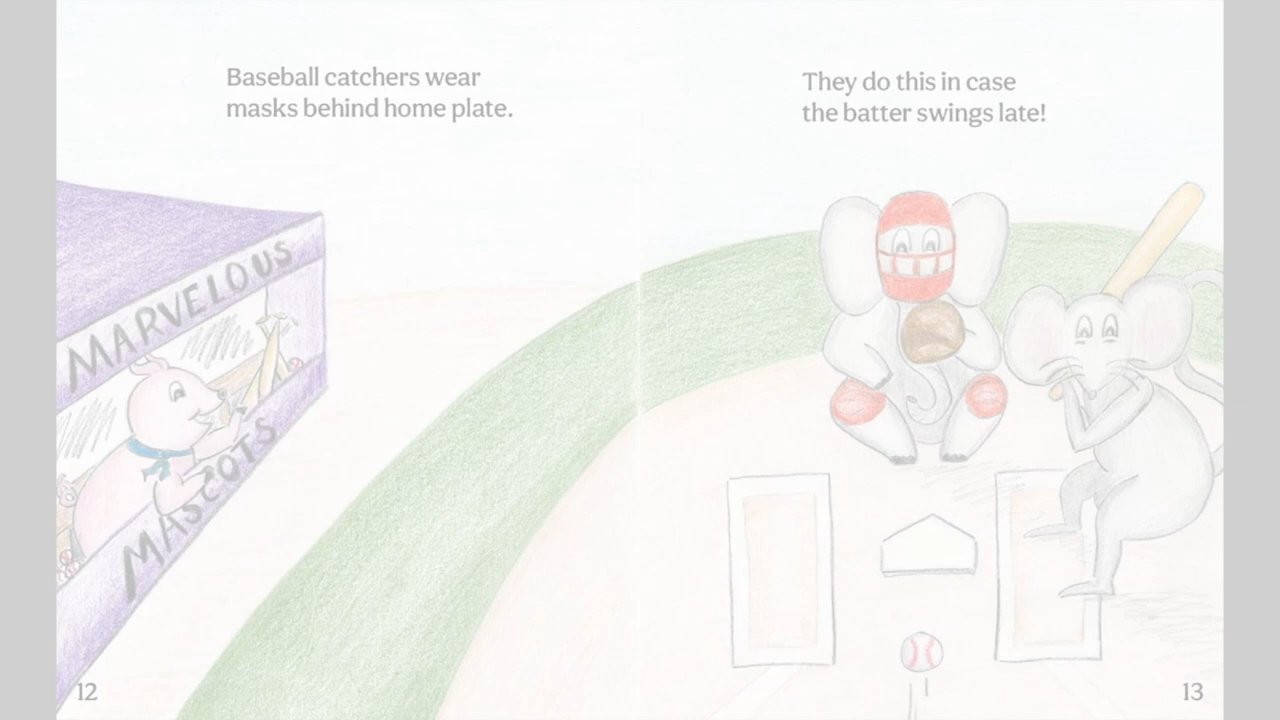 Baseball catchers wear
masks behind home plate.
They do this in case
the batter swings late!
MARVELOUS
MASCOTS
12
13